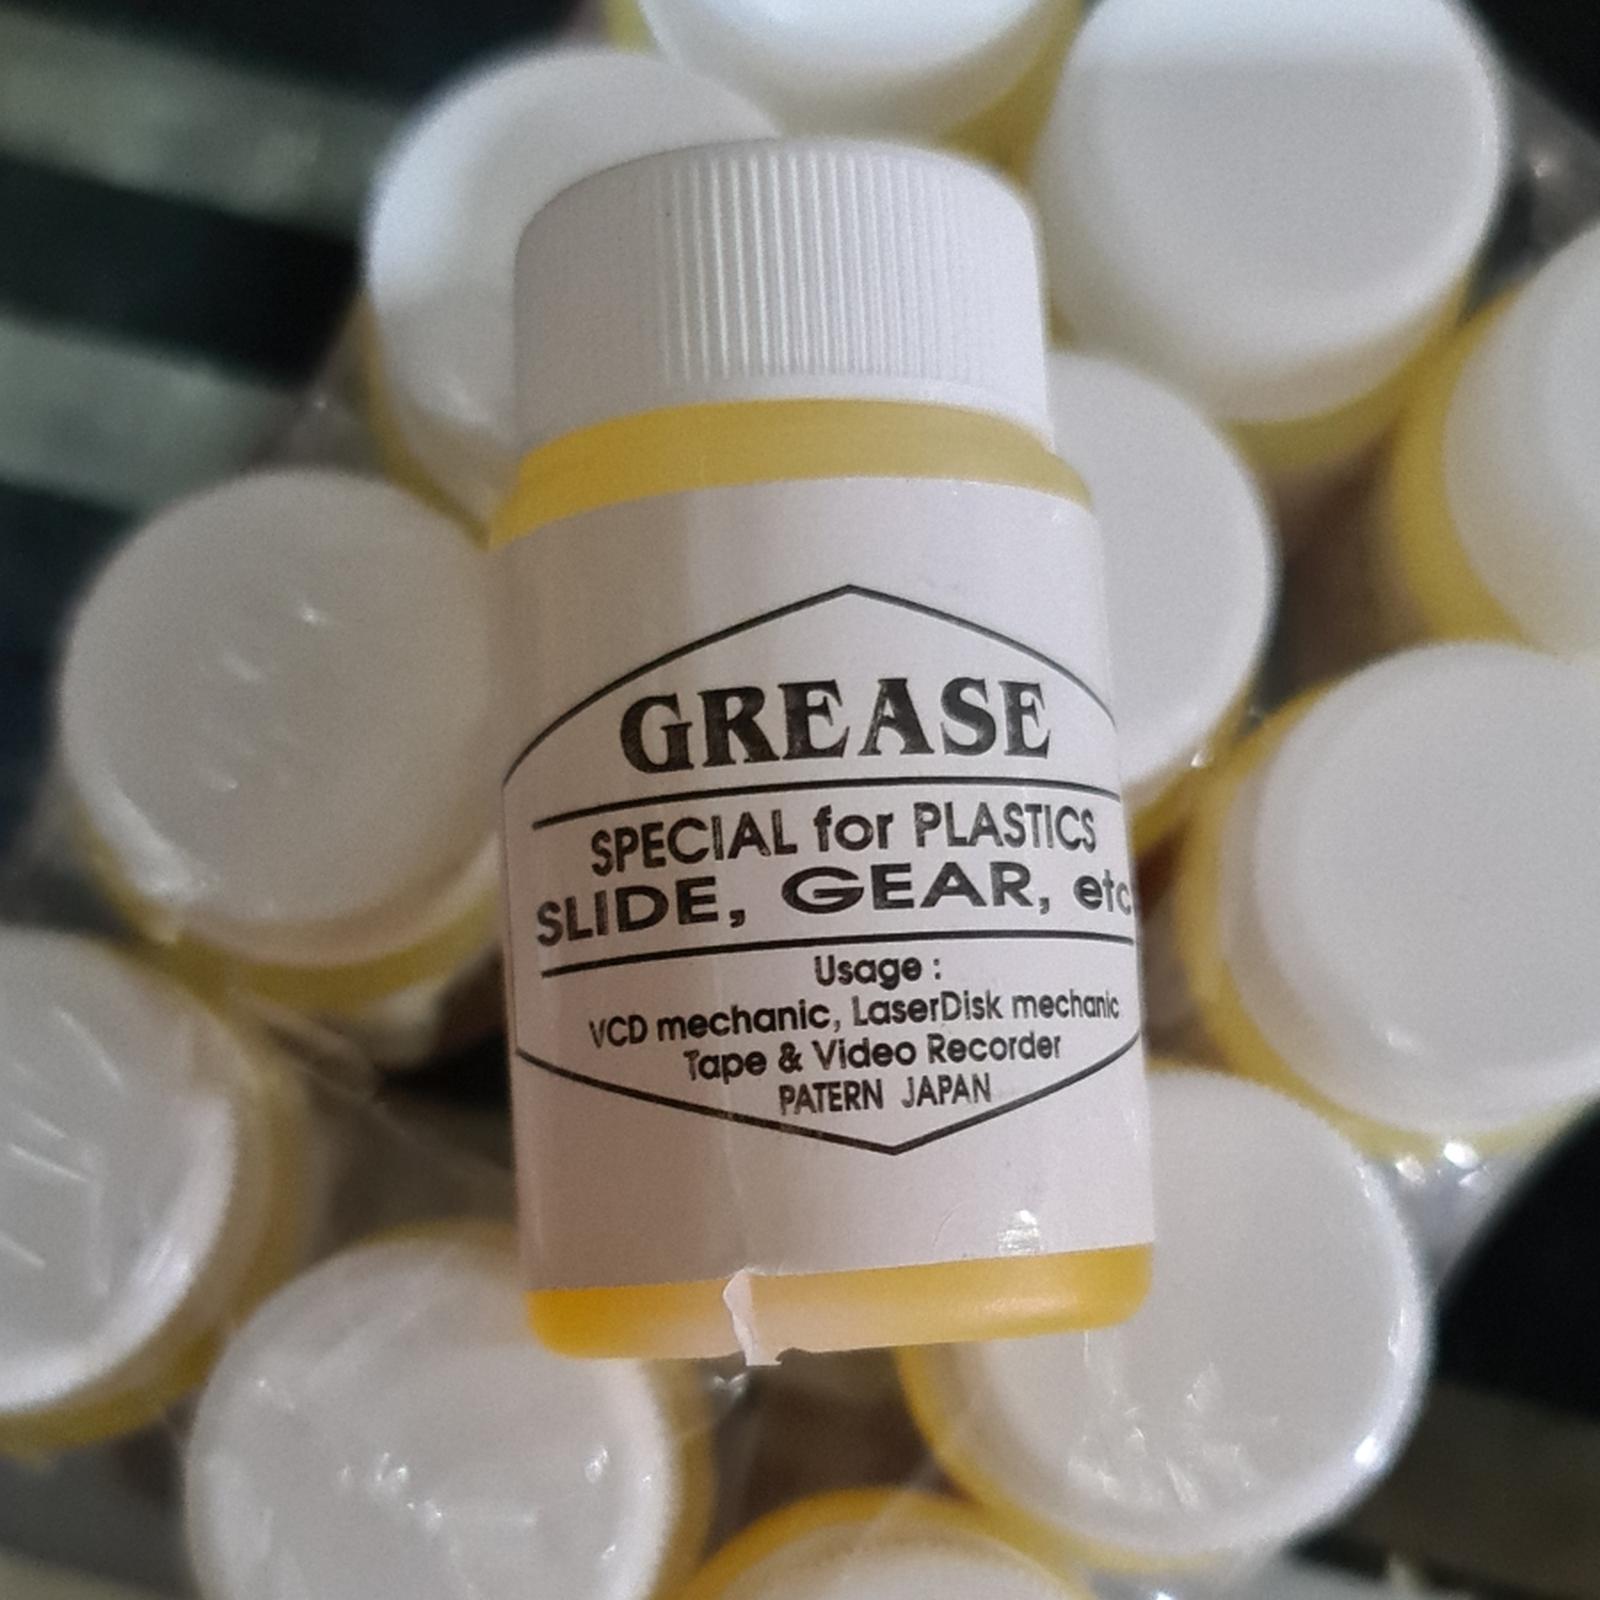 GREASE
SPECIAL for PLASTICS
SLIDE, GEAR, etc
Usage :
VCD mechanic, LaserDisk mechanic
Tape & Video Recorder
PATERN JAPAN